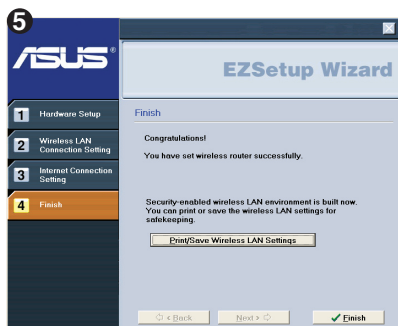 5
ASUS®
EZSetup Wizard
1 Hardware Setup
2 Wireless LAN
Connection Setting
3 Internet Connection
Setting
4 Finish
Finish
Congratulations!
You have set wireless router successfully.
Security-enabled wireless LAN environment is built now.
You can print or save the wireless LAN settings for
safekeeping.
Print/Save Wireless LAN Settings
< Back
Next >
Finish